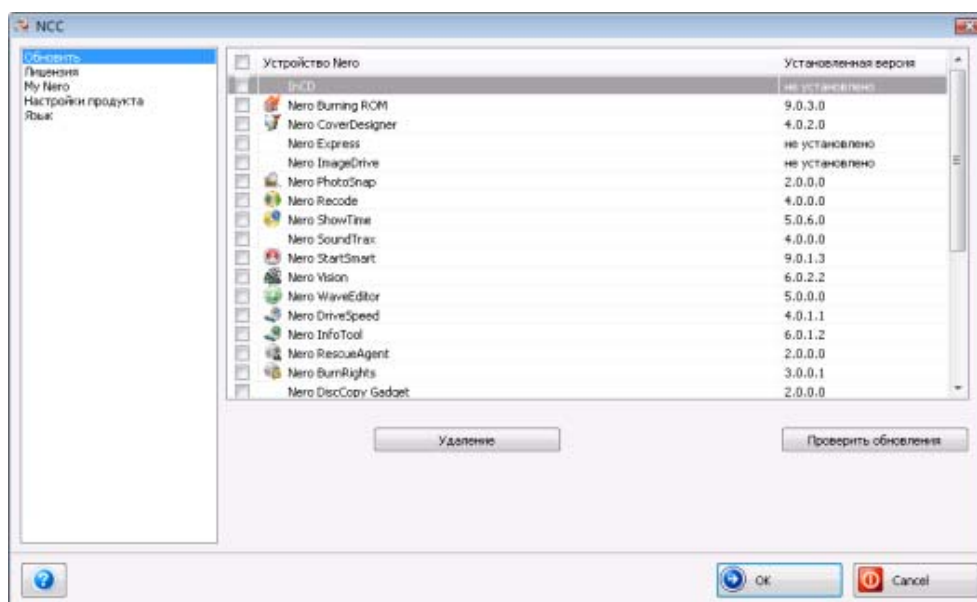 NCC
Обновить
Лицензия
My Nero
Настройки продукта
Язык
Устройство Nero Установленная версия
InCD не установлено
Nero Burning ROM 9.0.3.0
Nero CoverDesigner 4.0.2.0
Nero Express не установлено
Nero ImageDrive не установлено
Nero PhotoSnap 2.0.0.0
Nero Recode 4.0.0.0
Nero ShowTime 5.0.6.0
Nero SoundTrax 4.0.0.0
Nero StartSmart 9.0.1.3
Nero Vision 6.0.2.2
Nero WaveEditor 5.0.0.0
Nero DriveSpeed 4.0.1.1
Nero InfoTool 6.0.1.2
Nero RescueAgent 2.0.0.0
Nero BurnRights 3.0.0.1
Nero DiscCopy Gadget 2.0.0.0
Удаление Проверить обновления
OK Cancel